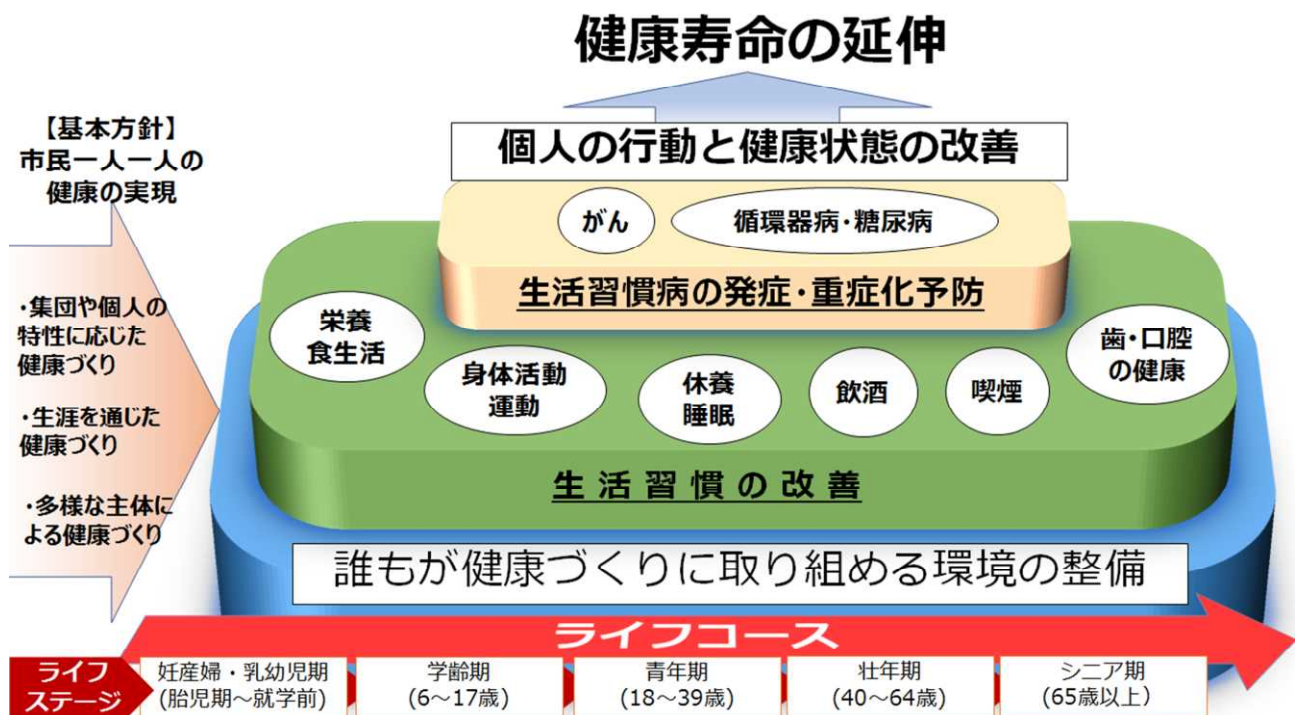 健康寿命の延伸
個人の行動と健康状態の改善
【基本方針】
市民一人一人の
健康の実現
・集団や個人の
特性に応じた
健康づくり
・生涯を通じた
健康づくり
・多様な主体に
よる健康づくり
がん
循環器病・糖尿病
生活習慣病の発症・重症化予防
栄養
食生活
身体活動
運動
休養
睡眠
飲酒
喫煙
歯・口腔
の健康
生活習慣の改善
誰もが健康づくりに取り組める環境の整備
ライフコース
ライフ
ステージ
妊産婦・乳幼児期
(胎児期～就学前)
学齢期
(6～17歳)
青年期
(18～39歳)
壮年期
(40～64歳)
シニア期
(65歳以上)